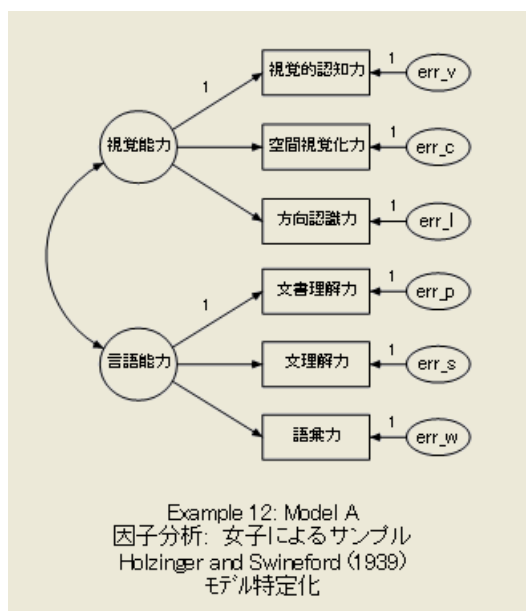 視覚的認知力
1
err_v
1
視覚能力
空間視覚化力
1
err_c
方向認識力
1
err_l
文書理解力
1
err_p
1
言語能力
文理解力
1
err_s
語彙力
1
err_w
Example 12: Model A
因子分析: 女子によるサンプル
Holzinger and Swineford (1939)
モデル特定化